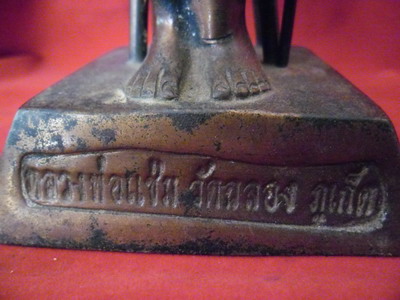 หลวงพ่อแช่ม วัดฉลอง ภูเก็ต